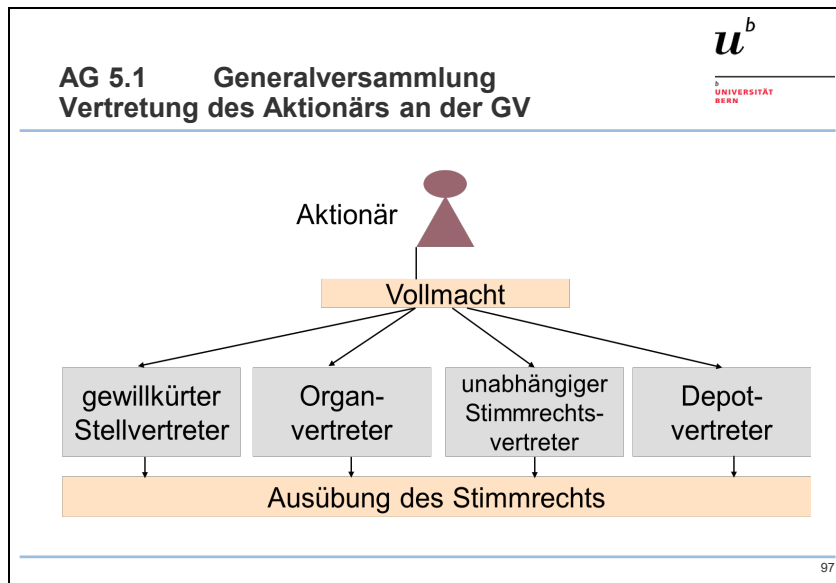 u^b
AG 5.1 Generalversammlung
Vertretung des Aktionärs an der GV
b
UNIVERSITÄT
BERN
Aktionär
Vollmacht
gewillkürter
Stellvertreter
Organ-
vertreter
unabhängiger
Stimmrechts-
vertreter
Depot-
vertreter
Ausübung des Stimmrechts
97